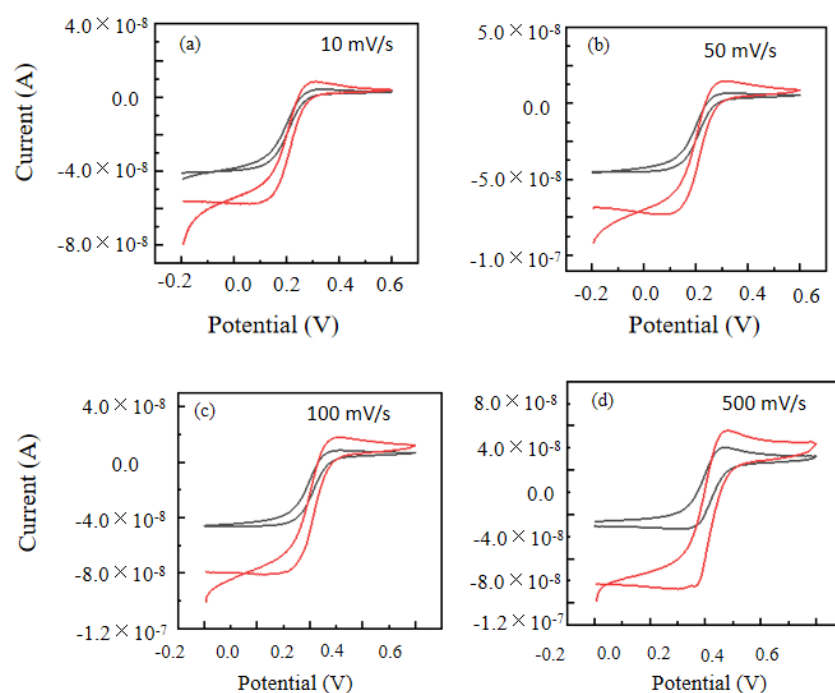 4.0 × 10⁻⁸
(a)
10 mV/s
0.0
-4.0 × 10⁻⁸
-8.0 × 10⁻⁸
Current (A)
-0.2 0.0 0.2 0.4 0.6
Potential (V)
5.0 × 10⁻⁸
(b)
50 mV/s
0.0
-5.0 × 10⁻⁸
-1.0 × 10⁻⁷
-0.2 0.0 0.2 0.4 0.6
Potential (V)
4.0 × 10⁻⁸
(c)
100 mV/s
0.0
-4.0 × 10⁻⁸
-8.0 × 10⁻⁸
-1.2 × 10⁻⁷
Current (A)
0.0 0.2 0.4 0.6
Potential (V)
8.0 × 10⁻⁸
(d)
500 mV/s
4.0 × 10⁻⁸
0.0
-4.0 × 10⁻⁸
-8.0 × 10⁻⁸
-1.2 × 10⁻⁷
-0.2 0.0 0.2 0.4 0.6
Potential (V)